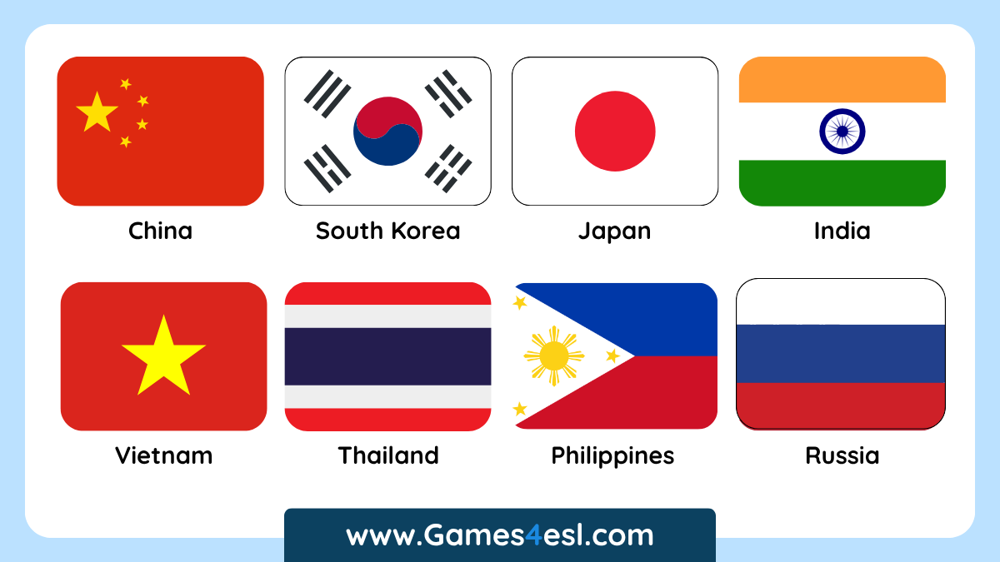 China
South Korea
Japan
India
Vietnam
Thailand
Philippines
Russia
www.Games4esl.com